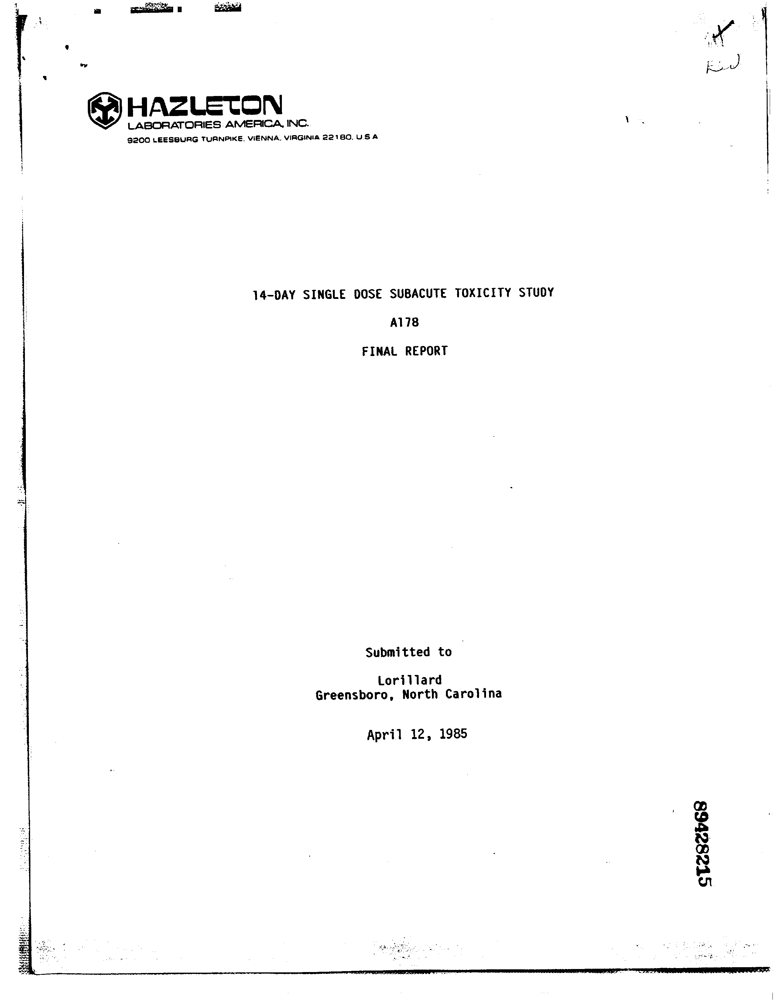 HAZLETON
LABORATORIES AMERICA, INC.
9200 LEESBURG TURNPIKE, VIENNA, VIRGINIA 22180, U.S.A
14-DAY SINGLE DOSE SUBACUTE TOXICITY STUDY
A178
FINAL REPORT
Submitted to
Lorillard
Greensboro, North Carolina
April 12, 1985
89428215